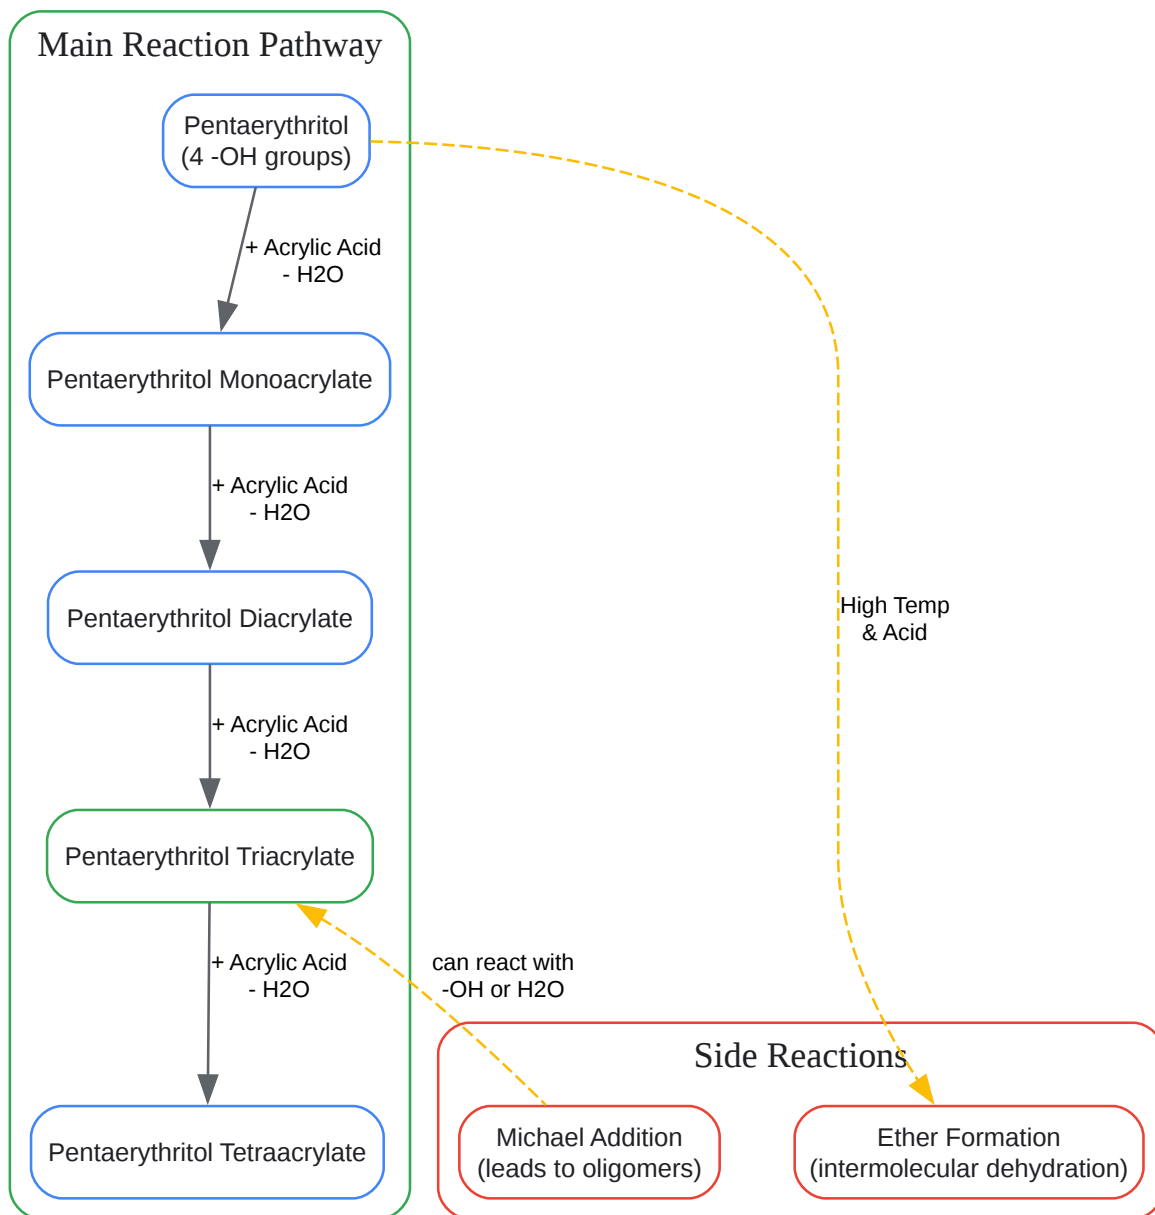 Main Reaction Pathway
Pentaerythritol
(4 -OH groups)
+ Acrylic Acid
- H2O
Pentaerythritol Monoacrylate
+ Acrylic Acid
- H2O
Pentaerythritol Diacrylate
High Temp
& Acid
+ Acrylic Acid
- H2O
Pentaerythritol Triacrylate
+ Acrylic Acid
- H2O
can react with
-OH or H2O
Side Reactions
Pentaerythritol Tetraacrylate
Michael Addition
(leads to oligomers)
Ether Formation
(intermolecular dehydration)